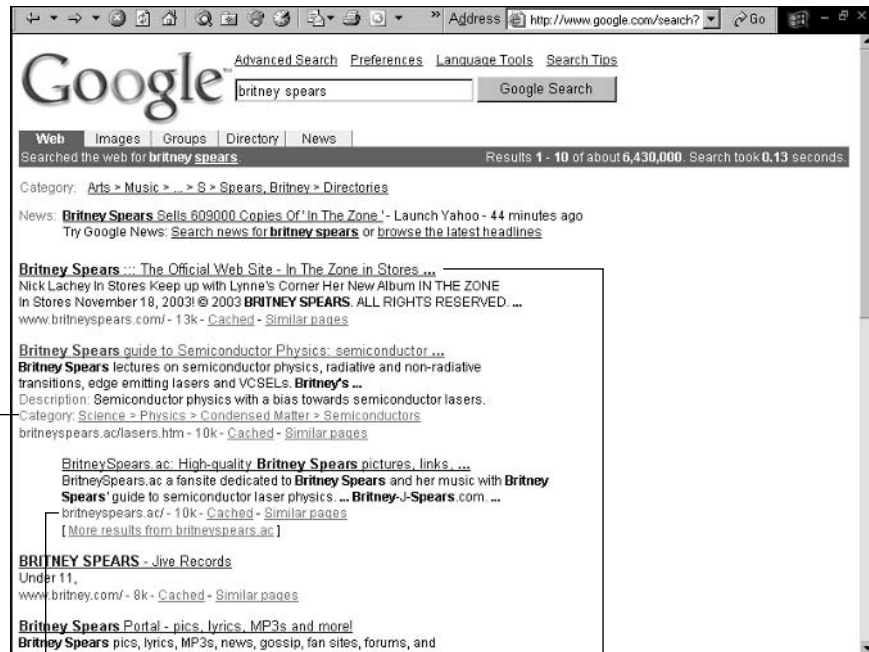 » Address http://www.google.com/search? Go
Google™
Advanced Search Preferences Language Tools Search Tips
britney spears Google Search
Web Images Groups Directory News
Searched the web for britney spears. Results 1 - 10 of about 6,430,000. Search took 0.13 seconds.
Category: Arts > Music > ... > S > Spears, Britney > Directories
News: Britney Spears Sells 609000 Copies Of 'In The Zone' - Launch Yahoo - 44 minutes ago
Try Google News: Search news for britney spears or browse the latest headlines
Britney Spears ::: The Official Web Site - In The Zone in Stores ...
Nick Lachey In Stores Keep up with Lynne's Corner Her New Album IN THE ZONE
In Stores November 18, 2003! © 2003 BRITNEY SPEARS. ALL RIGHTS RESERVED. ...
www.britneyspears.com/ - 13k - Cached - Similar pages
Britney Spears guide to Semiconductor Physics: semiconductor ...
Britney Spears lectures on semiconductor physics, radiative and non-radiative
transitions, edge emitting lasers and VCSELs. Britney's ...
Description: Semiconductor physics with a bias towards semiconductor lasers.
Category: Science > Physics > Condensed Matter > Semiconductors
britneyspears.ac/lasers.htm - 10k - Cached - Similar pages
BritneySpears.ac: High-quality Britney Spears pictures, links, ...
BritneySpears.ac a fansite dedicated to Britney Spears and her music with Britney
Spears' guide to semiconductor laser physics. ... Britney-J-Spears.com. ...
britneyspears.ac/ - 10k - Cached - Similar pages
[ More results from britneyspears.ac ]
BRITNEY SPEARS - Jive Records
Under 11,
www.britney.com/ - 8k - Cached - Similar pages
Britney Spears Portal - pics, lyrics, MP3s and more!
Britney Spears pics, lyrics, MP3s, news, gossip, fan sites, forums, and